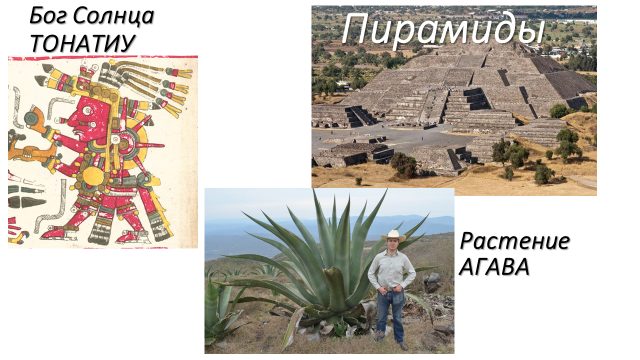 Бог Солнца
ТОНАТИУ
Пирамиды
Растение
АГАВА